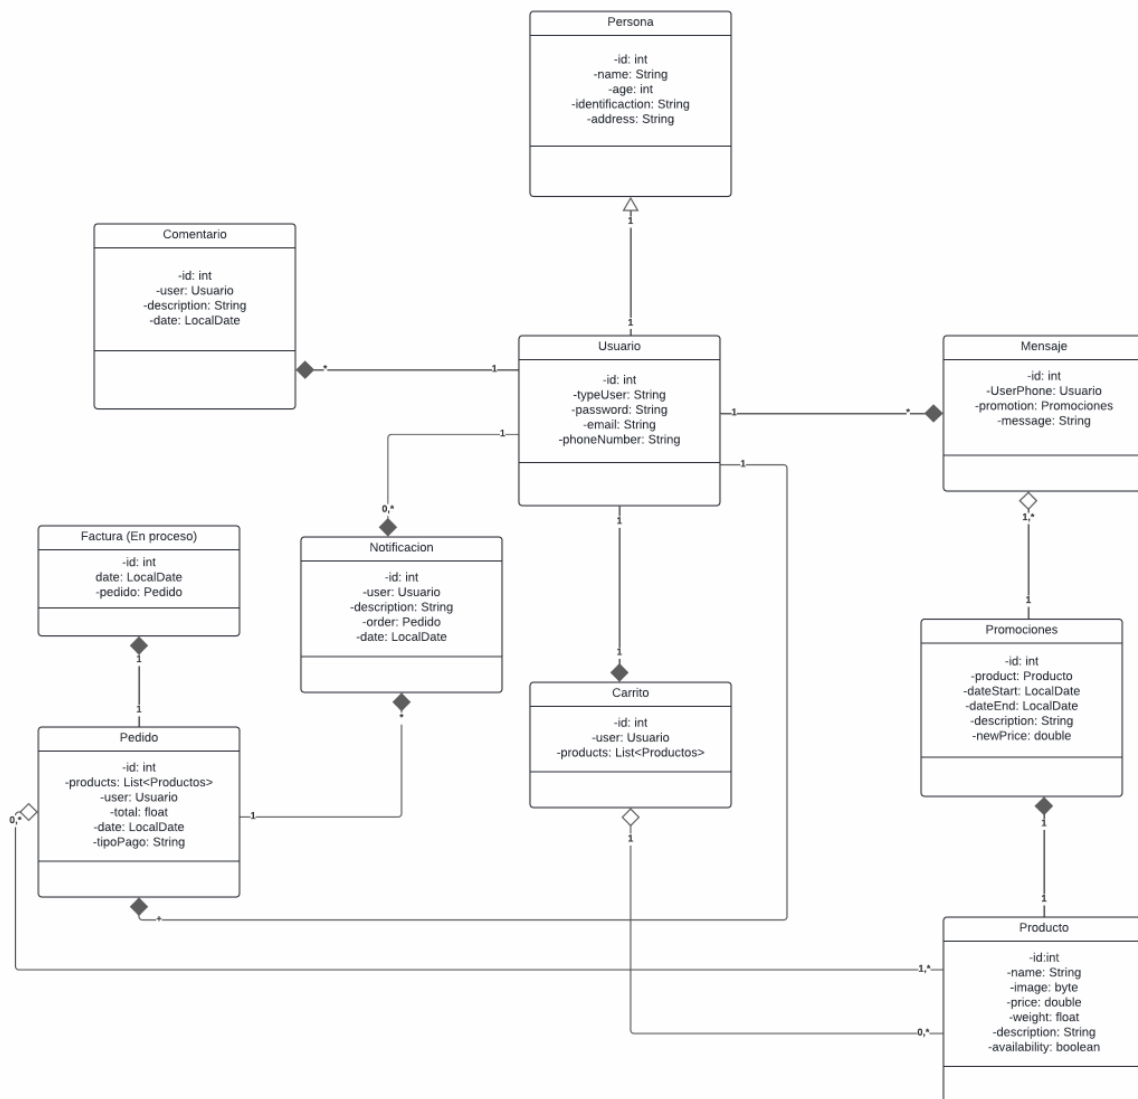 Persona
-id: int
-name: String
-age: int
-identificaction: String
-address: String
1
1
Comentario
-id: int
-user: Usuario
-description: String
-date: LocalDate
*
1
Usuario
-id: int
-typeUser: String
-password: String
-email: String
-phoneNumber: String
1
1
1
1
*
Mensaje
-id: int
-UserPhone: Usuario
-promotion: Promociones
-message: String
1,*
1
0,*
Factura (En proceso)
-id: int
date: LocalDate
-pedido: Pedido
1
1
Notificacion
-id: int
-user: Usuario
-description: String
-order: Pedido
-date: LocalDate
*
1
1
Carrito
-id: int
-user: Usuario
-products: List<Productos>
1
Promociones
-id: int
-product: Producto
-dateStart: LocalDate
-dateEnd: LocalDate
-description: String
-newPrice: double
1
1
Pedido
-id: int
-products: List<Productos>
-user: Usuario
-total: float
-date: LocalDate
-tipoPago: String
0,*
+
1,*
0,*
Producto
-id:int
-name: String
-image: byte
-price: double
-weight: float
-description: String
-availability: boolean